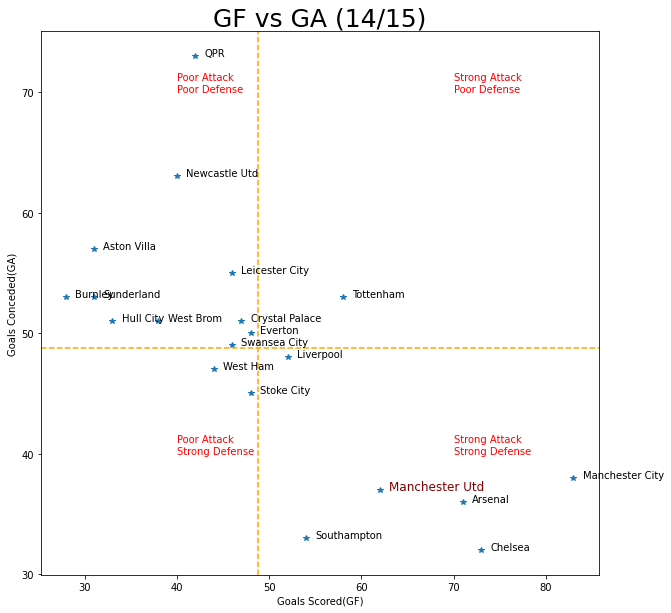 GF vs GA (14/15)
QPR
Poor Attack
Poor Defense
Strong Attack
Poor Defense
70
Newcastle Utd
60
Aston Villa
Leicester City
Burnley
Sunderland
Tottenham
Hull City
West Brom
Crystal Palace
Everton
50
Swansea City
Liverpool
West Ham
Stoke City
Poor Attack
Strong Defense
Strong Attack
Strong Defense
40
Manchester City
Manchester Utd
Arsenal
Southampton
Chelsea
30
Goals Conceded(GA)
30 40 50 60 70 80
Goals Scored(GF)